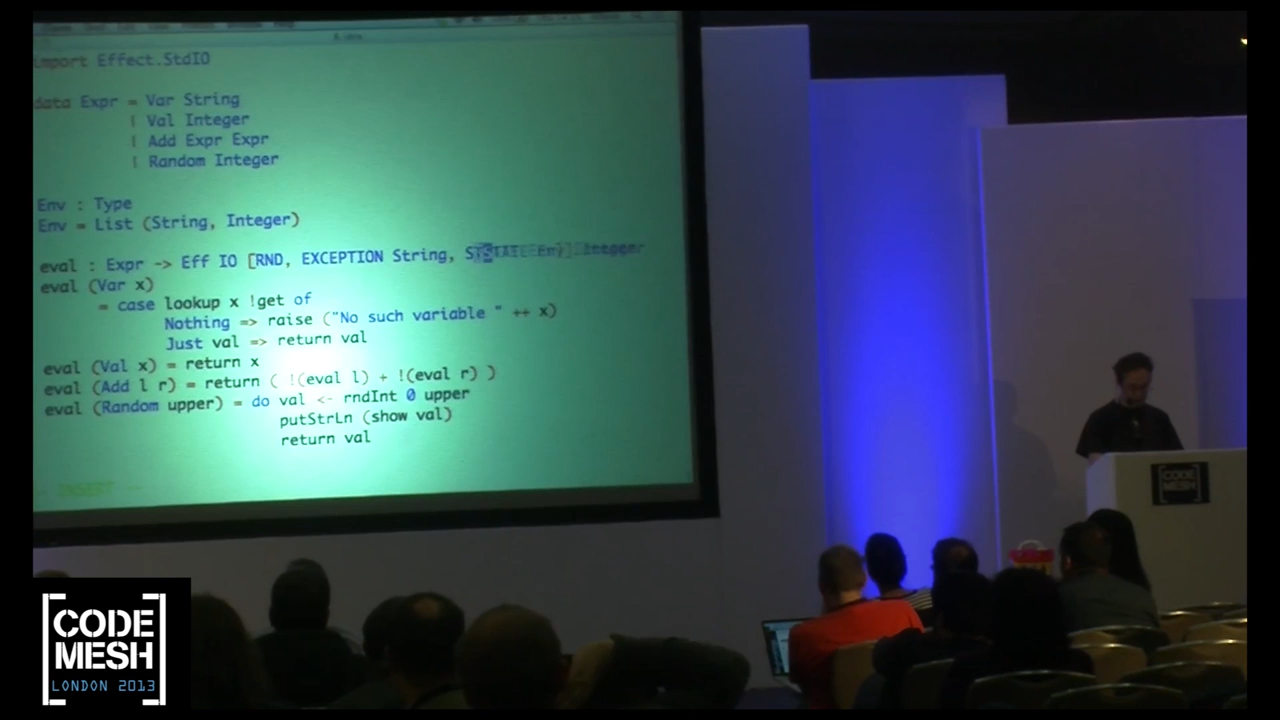 import Effect.StdIO
data Expr = Var String
| Val Integer
| Add Expr Expr
| Random Integer
Env : Type
Env = List (String, Integer)
eval : Expr -> Eff IO [RND, EXCEPTION String,
eval (Var x)
= case lookup x !get of
Nothing => raise ("No such variable " ++ x)
Just val => return val
eval (Val x) = return x
eval (Add l r) = return ( !(eval l) + !(eval r) )
eval (Random upper) = do val <- rndInt 0 upper
putStrLn (show val)
return val
-- INSERT --
CODE
MESH
[CODE
MESH]
LONDON 2013